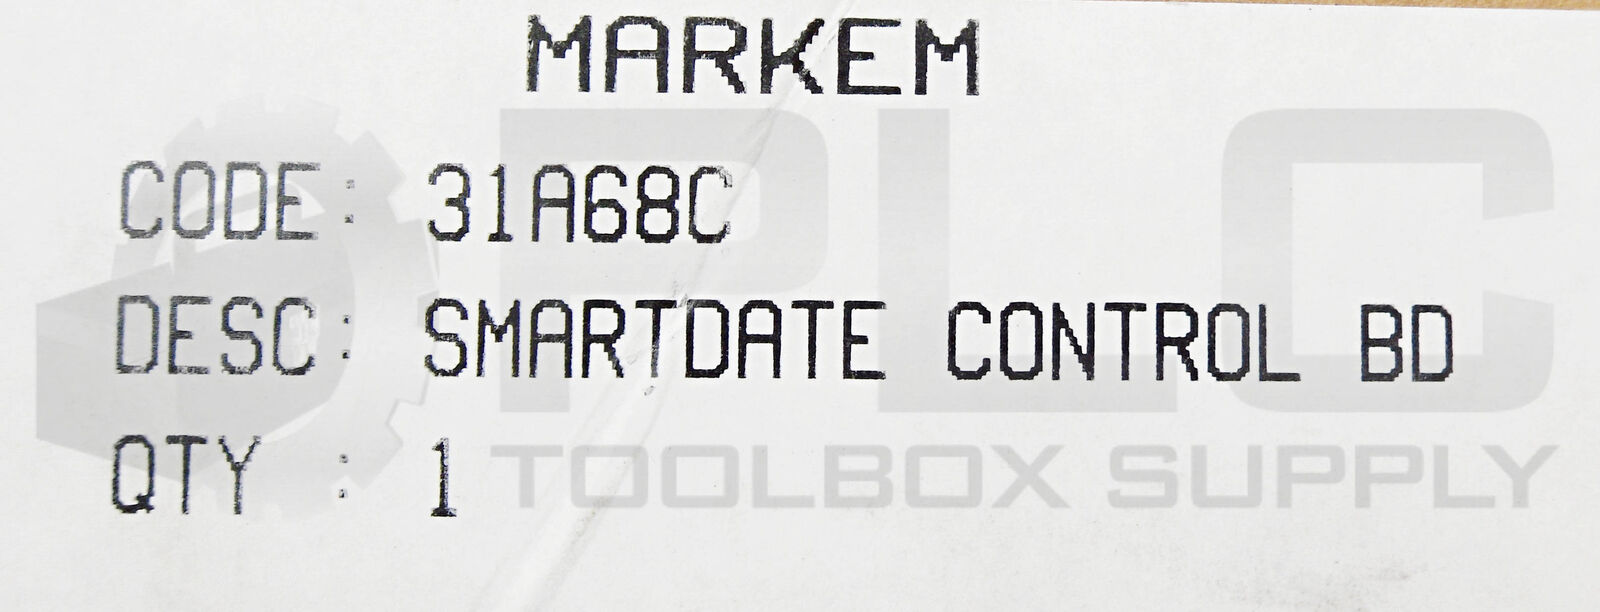 MARKEM
CODE: 31A68C
DESC: SMARTDATE CONTROL BD
QTY : 1
PLC
TOOLBOX SUPPLY